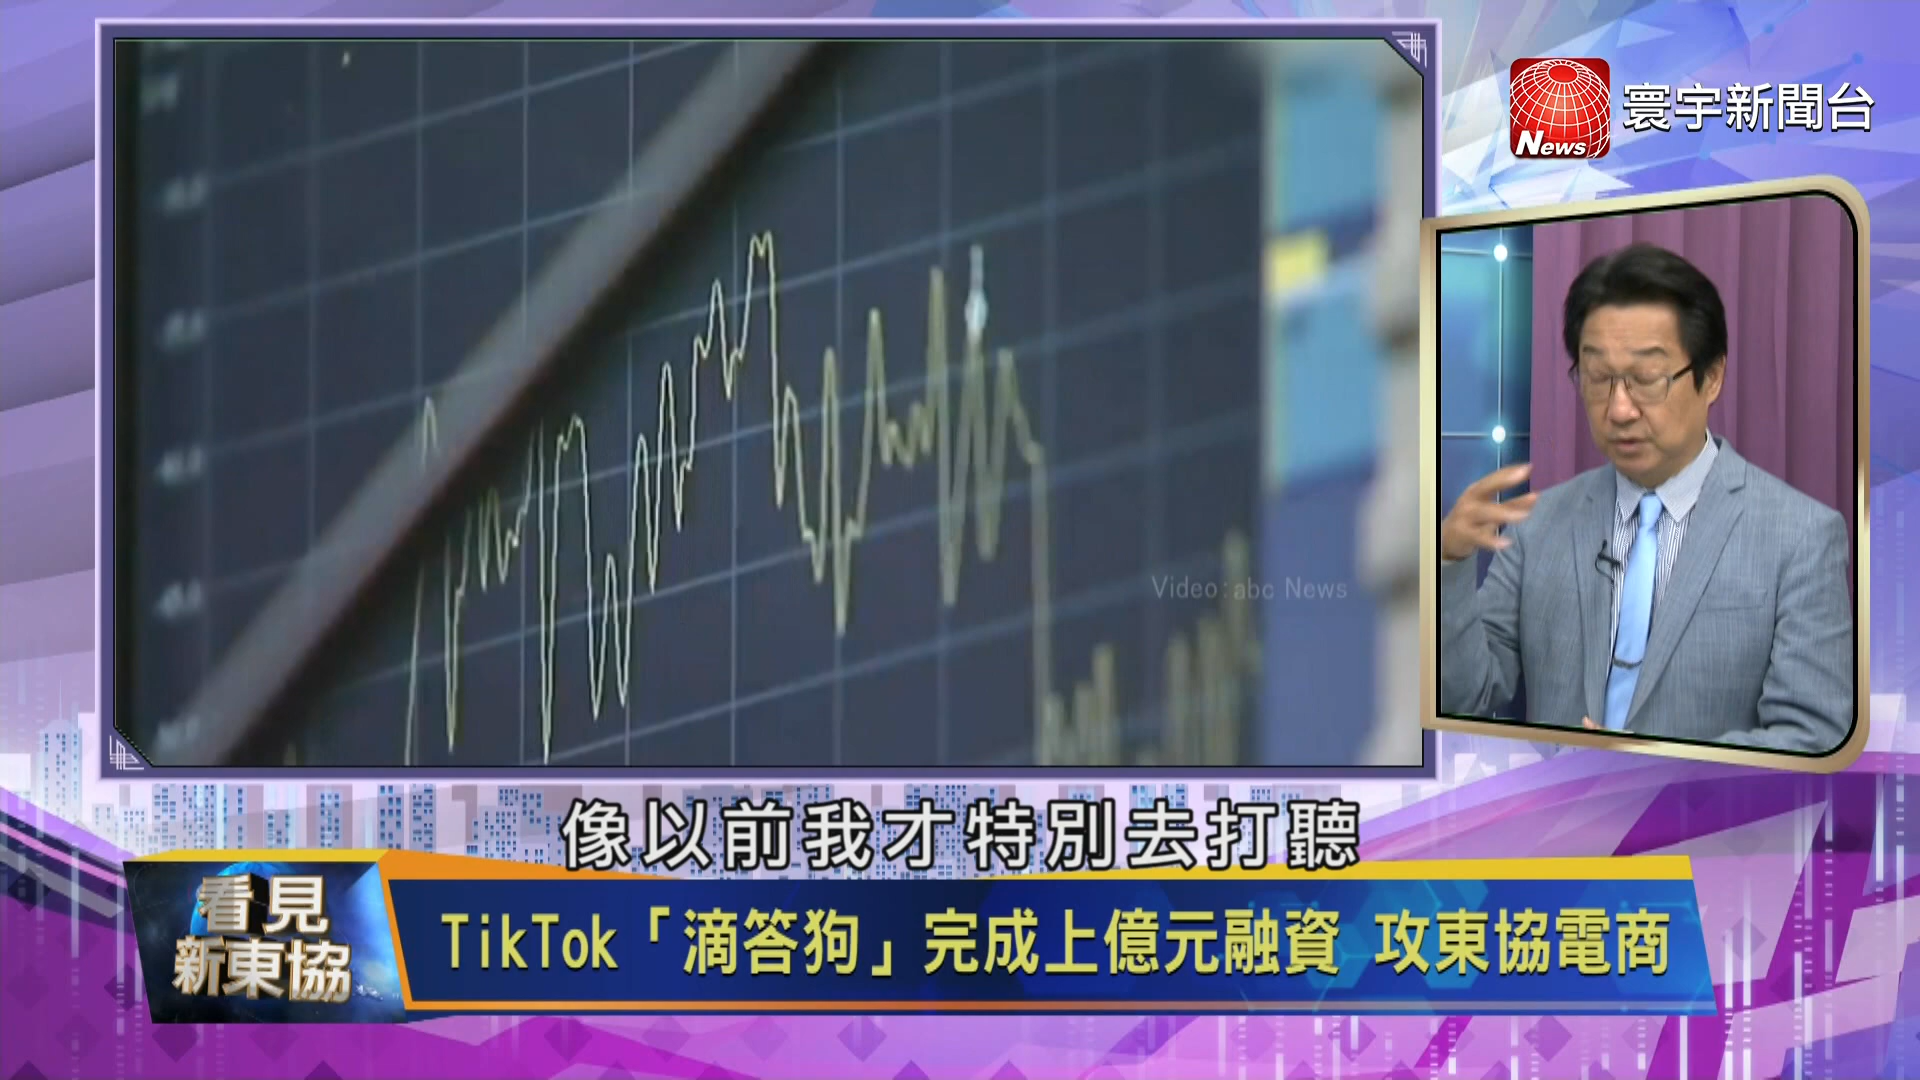 News
寰宇新聞台
Video:abc News
像以前我才特別去打聽
看見
新東協
TikTok「滴答狗」完成上億元融資 攻東協電商